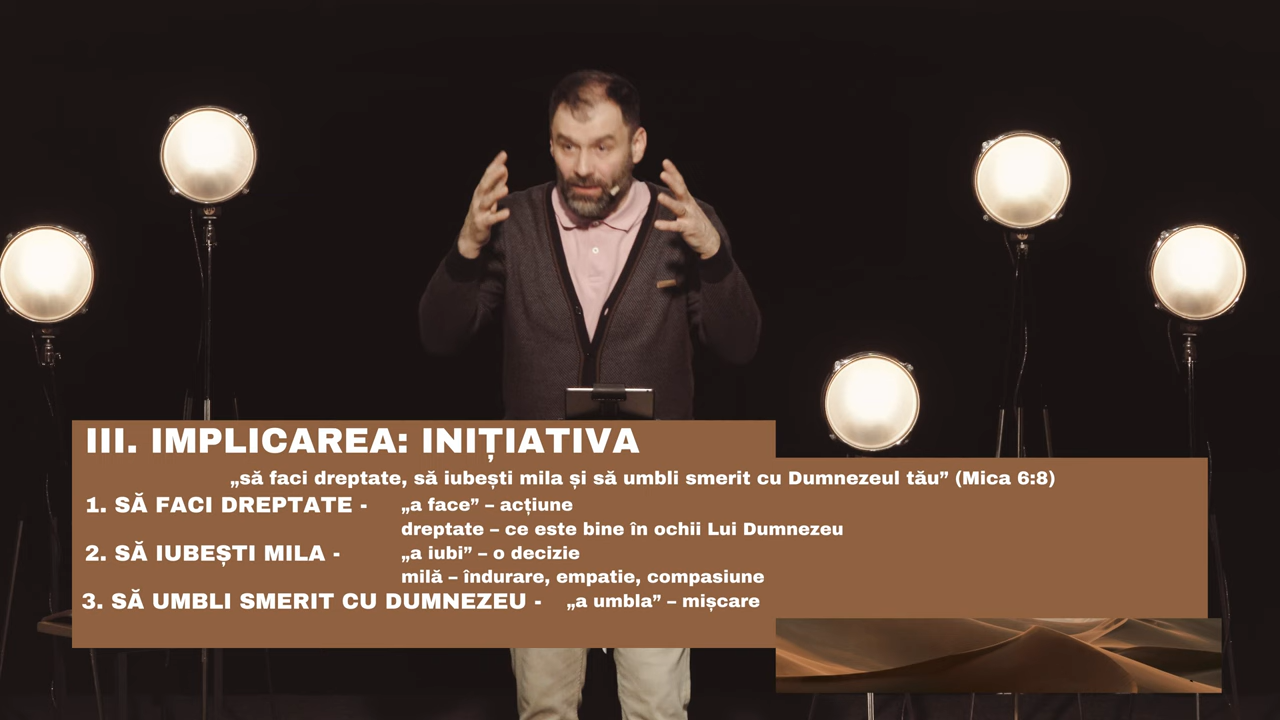 III. IMPLICAREA: INIȚIATIVA
„să faci dreptate, să iubești mila și să umbli smerit cu Dumnezeul tău” (Mica 6:8)
1. SĂ FACI DREPTATE - „a face” – acțiune
dreptate – ce este bine în ochii Lui Dumnezeu
2. SĂ IUBEȘTI MILA - „a iubi” – o decizie
milă – îndurare, empatie, compasiune
3. SĂ UMBLI SMERIT CU DUMNEZEU - „a umbla” – mișcare